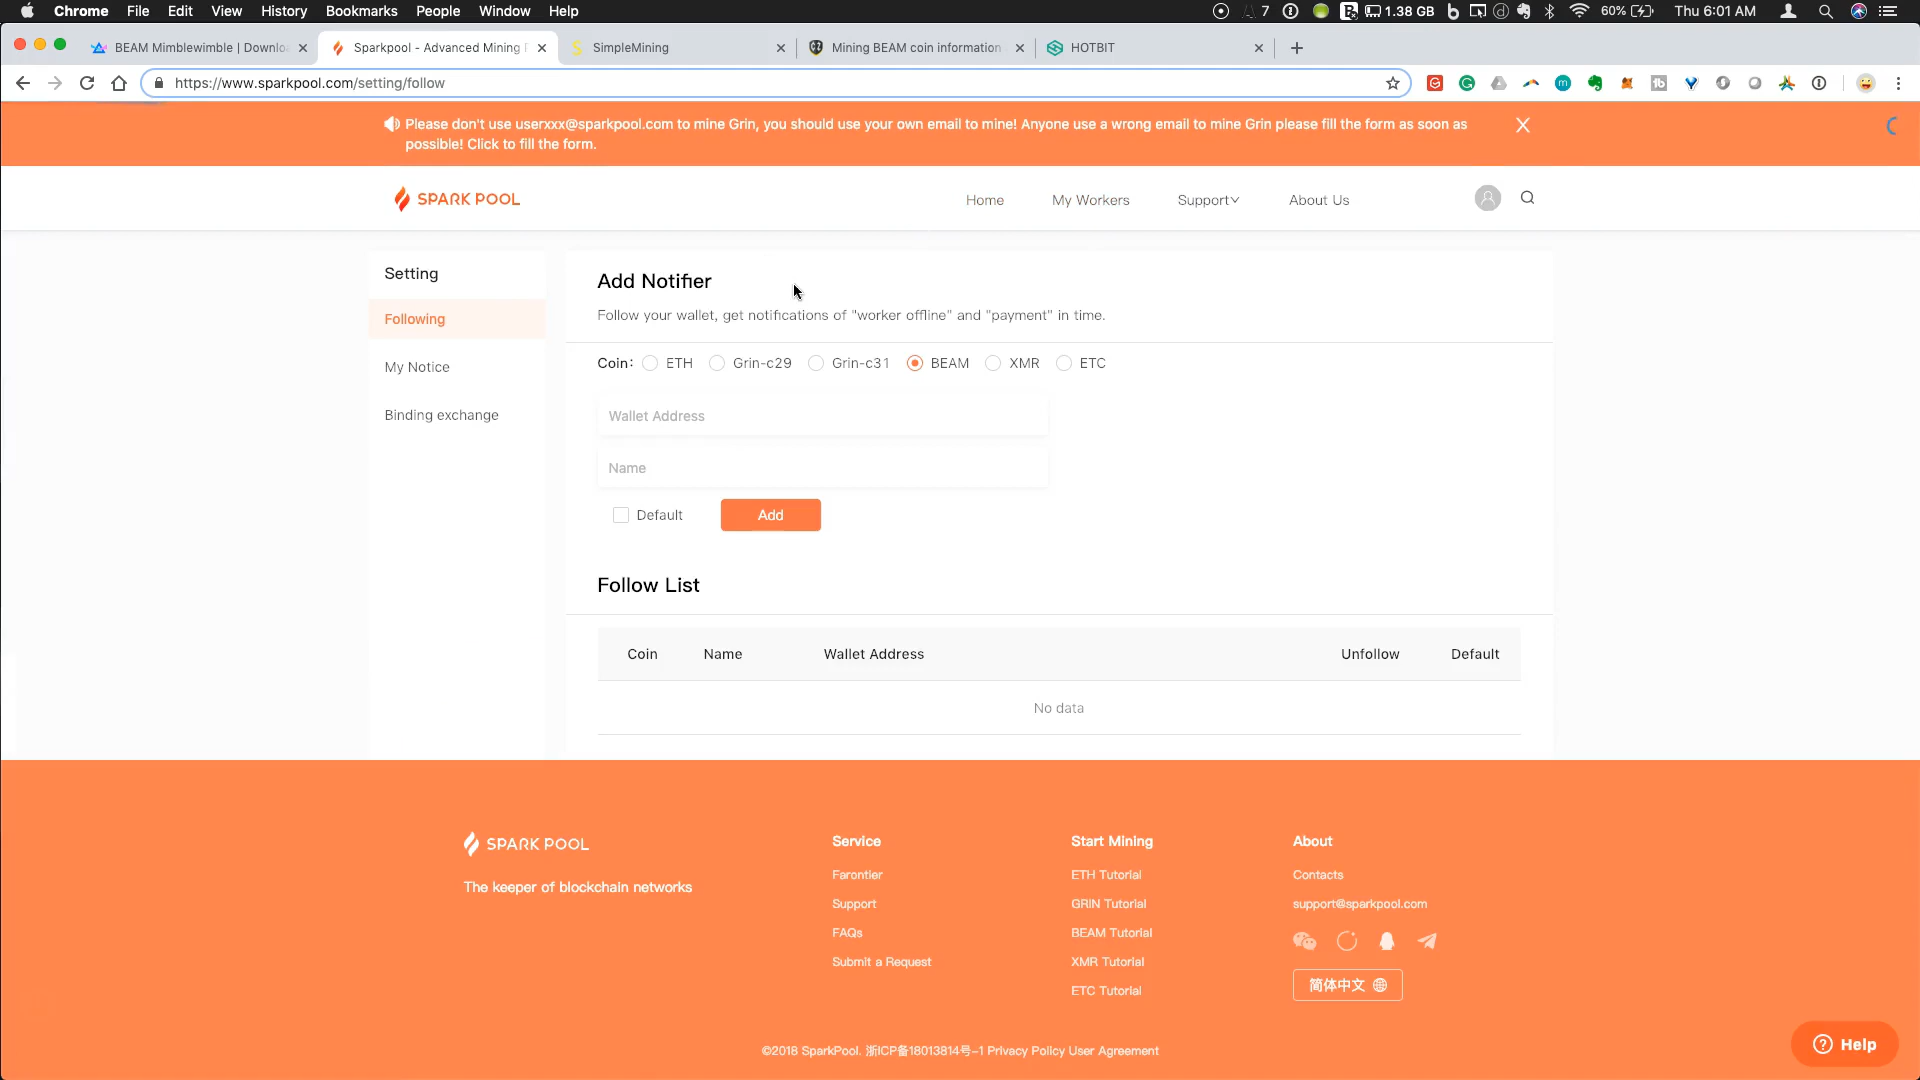 Chrome File Edit View History Bookmarks People Window Help 7 1.38 GB 60% Thu 6:01 AM
BEAM Mimblewimble | Downlo Sparkpool - Advanced Mining SimpleMining Mining BEAM coin information HOTBIT
https://www.sparkpool.com/setting/follow
Please don't use userxxx@sparkpool.com to mine Grin, you should use your own email to mine! Anyone use a wrong email to mine Grin please fill the form as soon as
possible! Click to fill the form.
SPARK POOL Home My Workers Support About Us
Setting
Following
My Notice
Binding exchange
Add Notifier
Follow your wallet, get notifications of "worker offline" and "payment" in time.
Coin: ETH Grin-c29 Grin-c31 BEAM XMR ETC
Wallet Address
Name
Default Add
Follow List
Coin Name Wallet Address Unfollow Default
No data
SPARK POOL
The keeper of blockchain networks
Service
Farontier
Support
FAQs
Submit a Request
Start Mining
ETH Tutorial
GRIN Tutorial
BEAM Tutorial
XMR Tutorial
ETC Tutorial
About
Contacts
support@sparkpool.com
简体中文
©2018 SparkPool. 浙ICP备18013814号-1 Privacy Policy User Agreement
Help